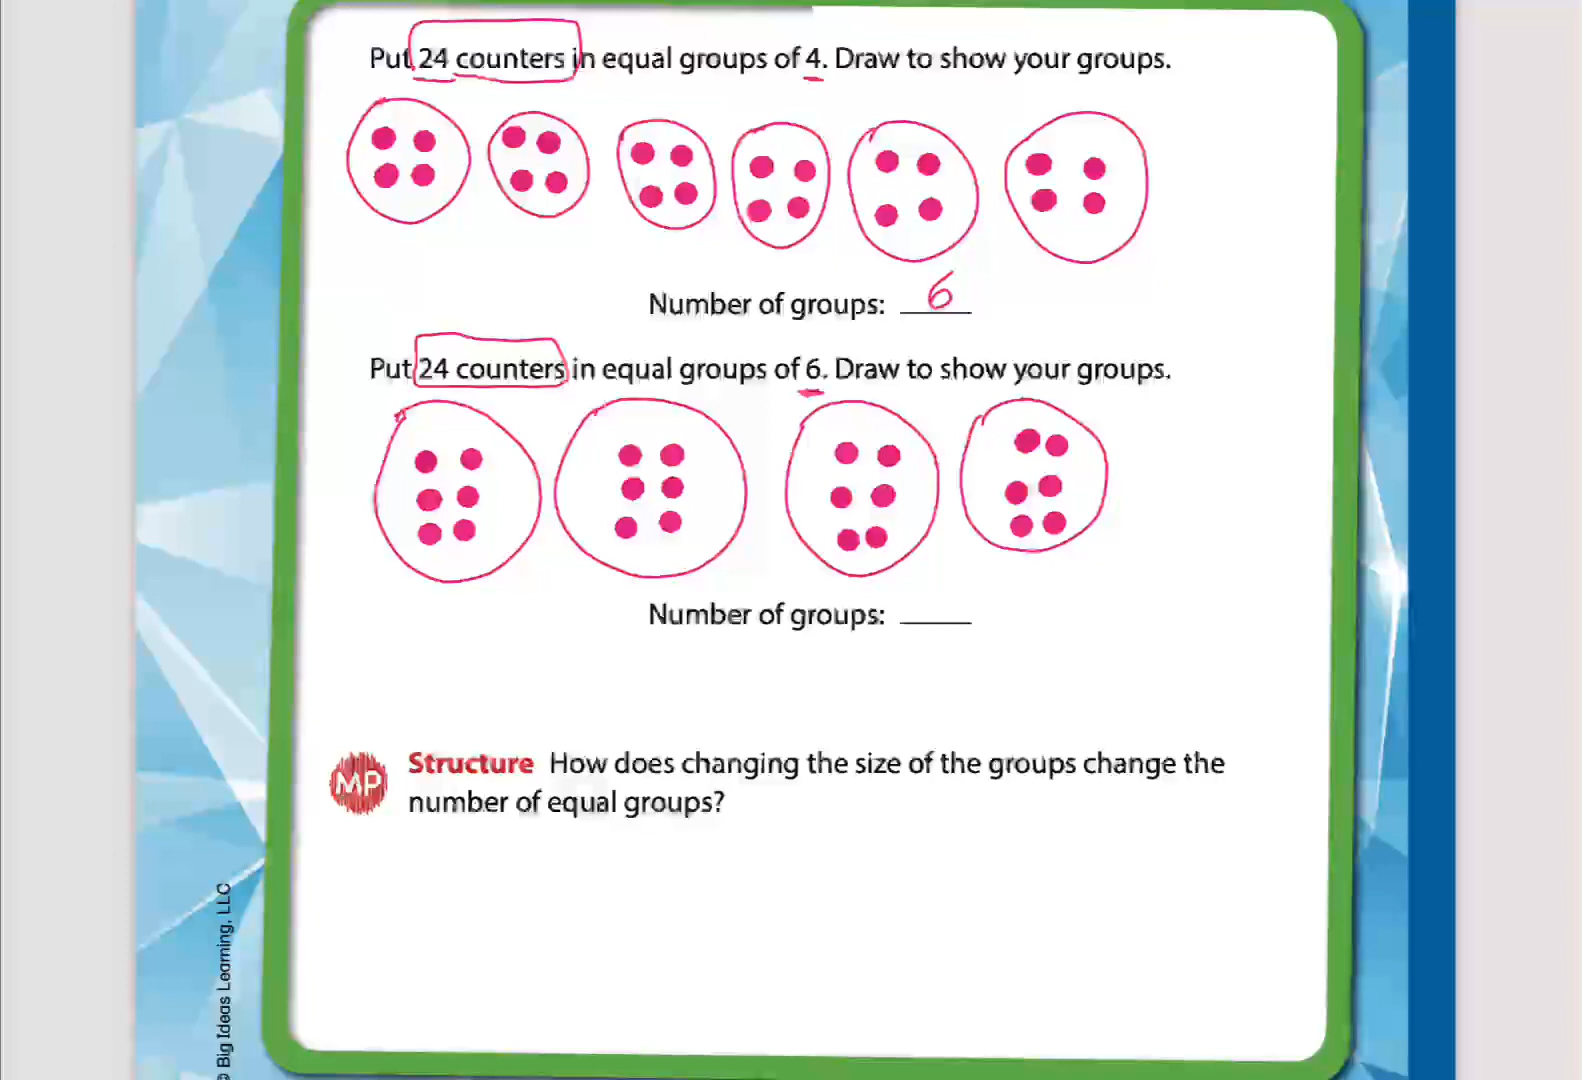 Put 24 counters in equal groups of 4. Draw to show your groups.
Number of groups: 6
Put 24 counters in equal groups of 6. Draw to show your groups.
Number of groups: ____
MP
Structure How does changing the size of the groups change the
number of equal groups?
© Big Ideas Learning, LLC